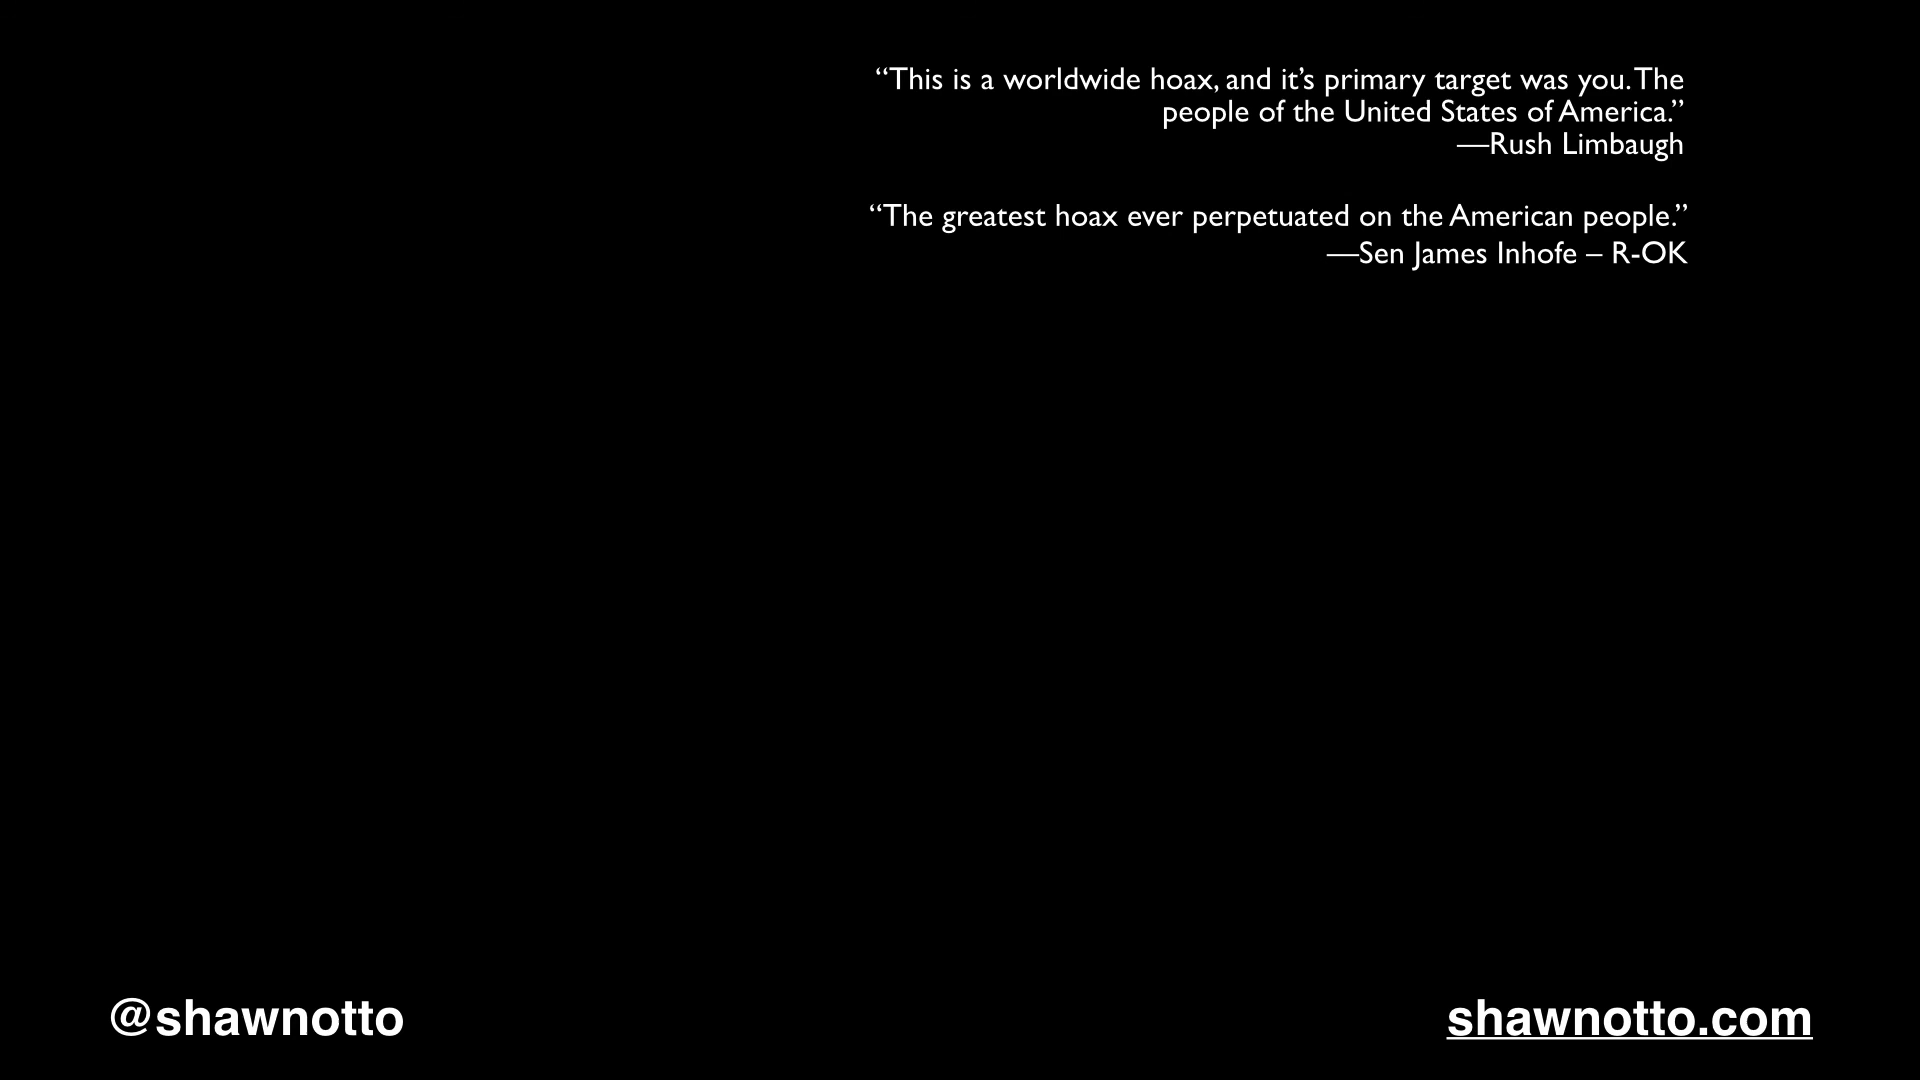 “This is a worldwide hoax, and it’s primary target was you. The
people of the United States of America.”
—Rush Limbaugh
“The greatest hoax ever perpetuated on the American people.”
—Sen James Inhofe – R-OK
@shawnotto
shawnotto.com